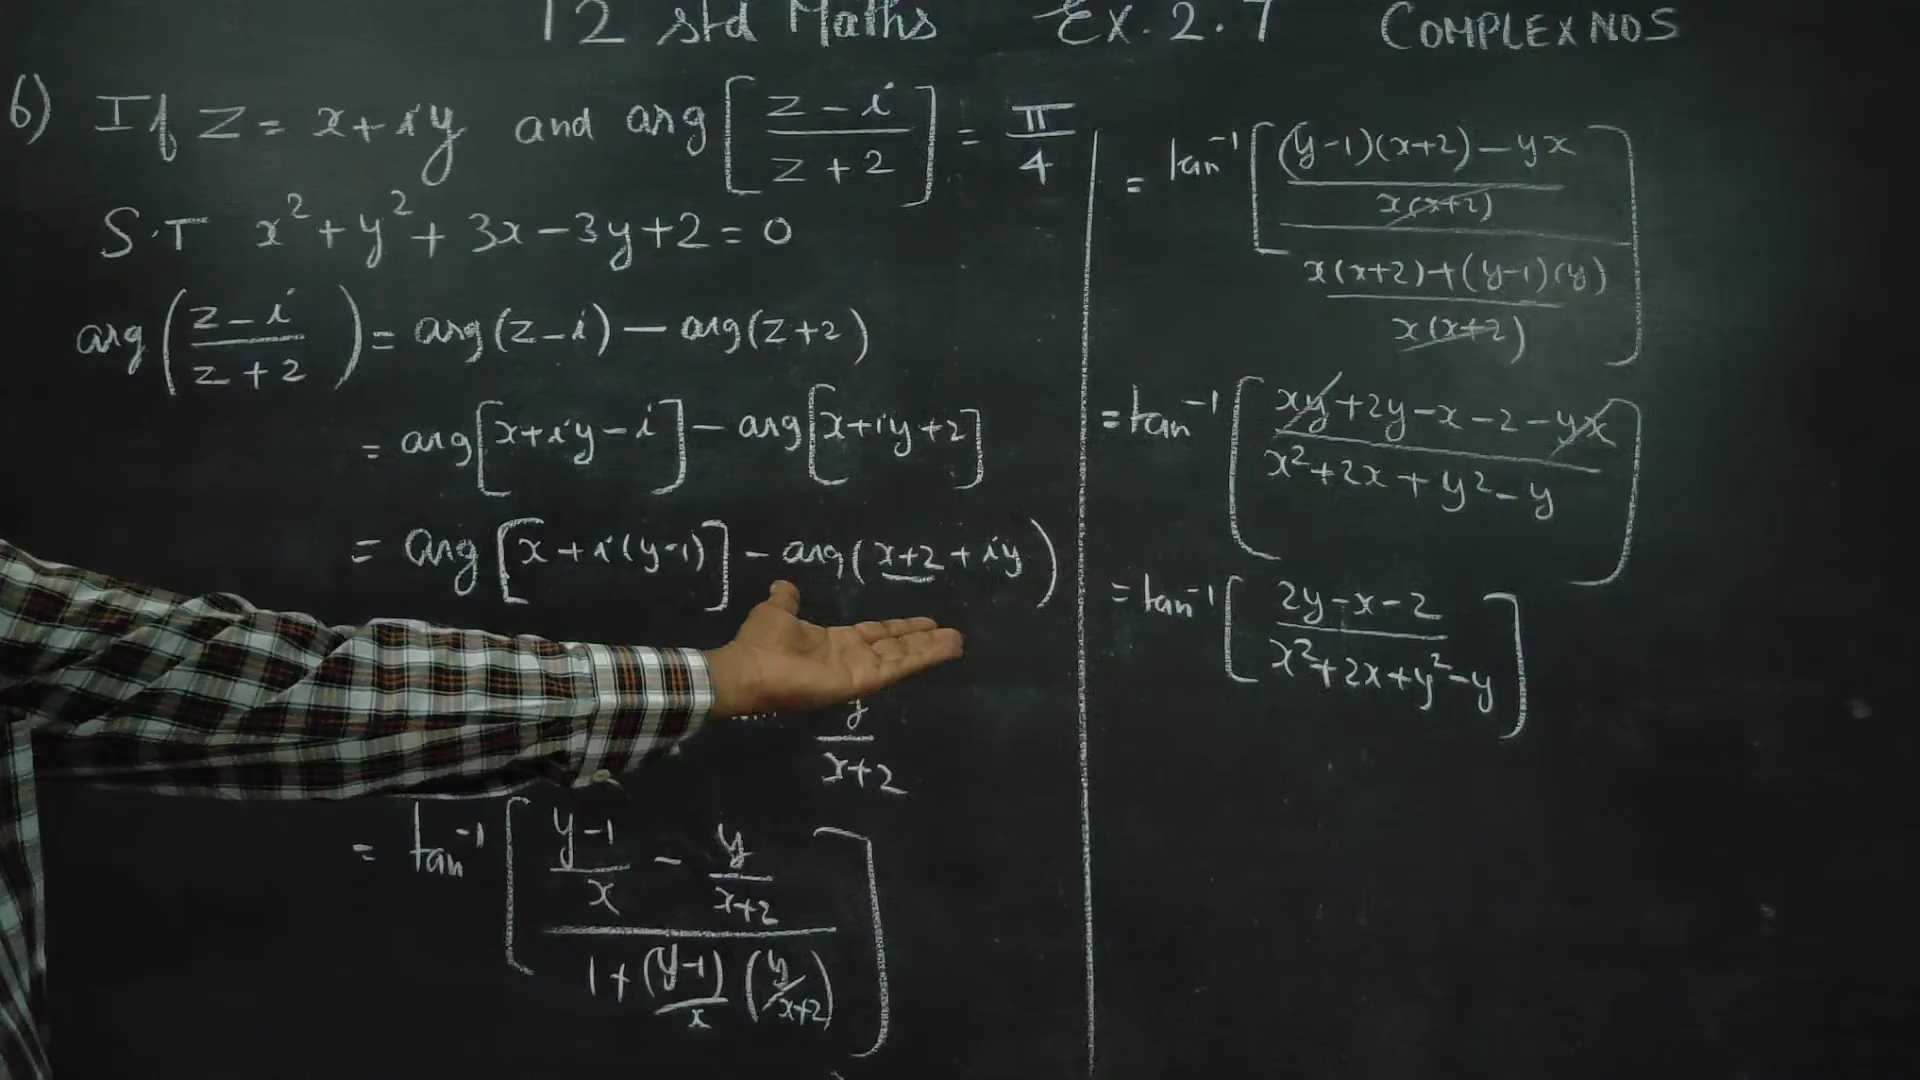 12 std Maths Ex. 2.7 COMPLEX NOS
6) If z = x+iy and arg[(z-i)/(z+2)] = π/4
S.T x²+y²+3x-3y+2=0
arg((z-i)/(z+2)) = arg(z-i) - arg(z+2)
= arg[x+iy-i] - arg[x+iy+2]
= arg[x+i(y-1)] - arg(x+2+iy)
y/(x+2)
= tan⁻¹[((y-1)/x - y/(x+2))/(1+((y-1)/x)(y/(x+2)))]
= tan⁻¹[(((y-1)(x+2)-yx)/(x(x+2)))/((x(x+2)+(y-1)(y))/(x(x+2)))]
= tan⁻¹[(xy+2y-x-2-yx)/(x²+2x+y²-y)]
= tan⁻¹[(2y-x-2)/(x²+2x+y²-y)]